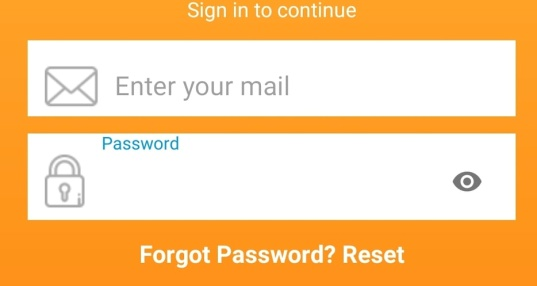 Sign in to continue
Enter your mail
Password
Forgot Password? Reset